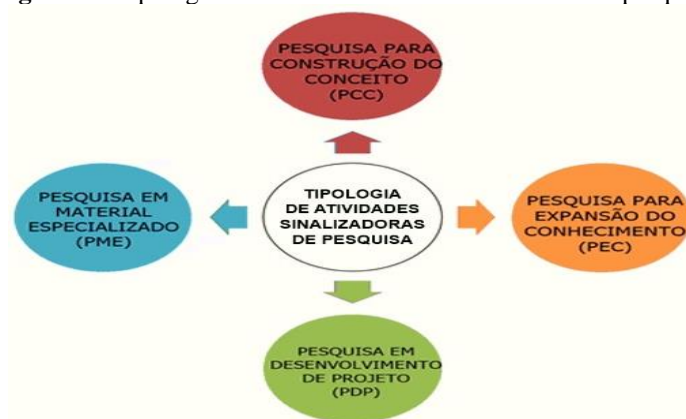 PESQUISA PARA
CONSTRUÇÃO DO
CONCEITO
(PCC)
PESQUISA EM
MATERIAL
ESPECIALIZADO
(PME)
TIPOLOGIA
DE ATIVIDADES
SINALIZADORAS
DE PESQUISA
PESQUISA PARA
EXPANSÃO DO
CONHECIMENTO
(PEC)
PESQUISA EM
DESENVOLVIMENTO
DE PROJETO
(PDP)